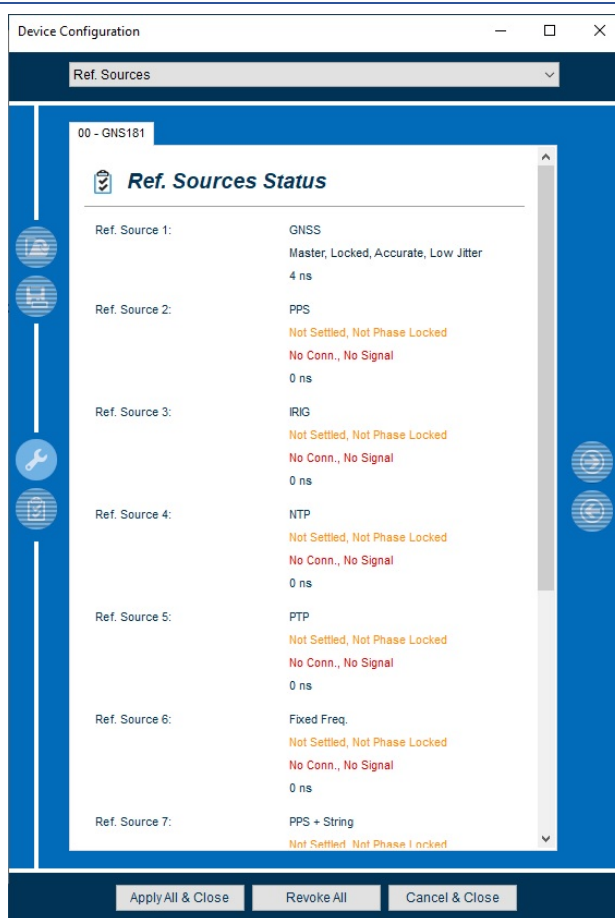 Device Configuration
Ref. Sources
00 - GNS181
Ref. Sources Status
Ref. Source 1: GNSS
Master, Locked, Accurate, Low Jitter
4 ns
Ref. Source 2: PPS
Not Settled, Not Phase Locked
No Conn., No Signal
0 ns
Ref. Source 3: IRIG
Not Settled, Not Phase Locked
No Conn., No Signal
0 ns
Ref. Source 4: NTP
Not Settled, Not Phase Locked
No Conn., No Signal
0 ns
Ref. Source 5: PTP
Not Settled, Not Phase Locked
No Conn., No Signal
0 ns
Ref. Source 6: Fixed Freq.
Not Settled, Not Phase Locked
No Conn., No Signal
0 ns
Ref. Source 7: PPS + String
Not Settled, Not Phase Locked
Apply All & Close Revoke All Cancel & Close